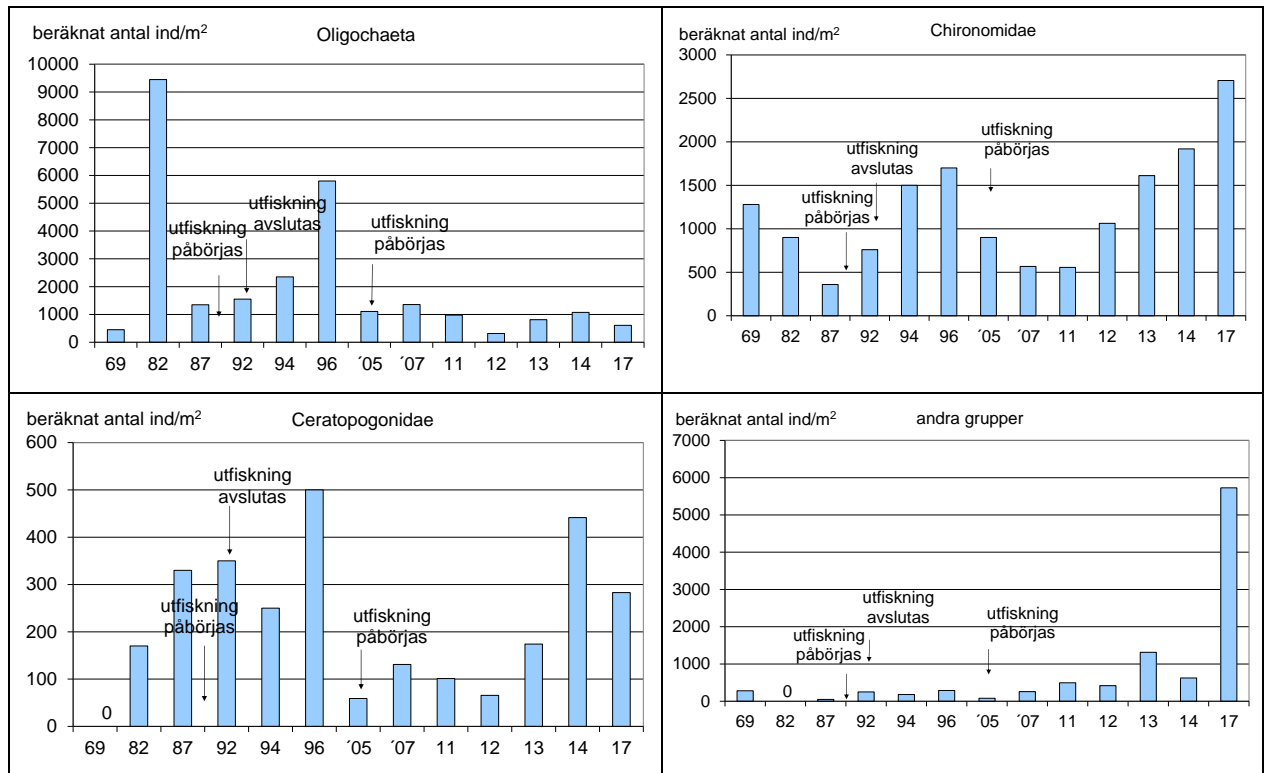 beräknat antal ind/m²
Oligochaeta
10000
9000
8000
7000
6000
5000
4000
3000
2000
1000
0
utfiskning
påbörjas
utfiskning
avslutas
utfiskning
påbörjas
69 82 87 92 94 96 ´05 ´07 11 12 13 14 17
beräknat antal ind/m²
Chironomidae
3000
2500
2000
1500
1000
500
0
utfiskning
påbörjas
utfiskning
avslutas
utfiskning
påbörjas
69 82 87 92 94 96 ´05 ´07 11 12 13 14 17
beräknat antal ind/m²
Ceratopogonidae
600
500
400
300
200
100
0
utfiskning
avslutas
utfiskning
påbörjas
utfiskning
påbörjas
0
69 82 87 92 94 96 ´05 ´07 11 12 13 14 17
beräknat antal ind/m²
andra grupper
7000
6000
5000
4000
3000
2000
1000
0
utfiskning
avslutas
utfiskning
påbörjas
utfiskning
påbörjas
0
69 82 87 92 94 96 ´05 ´07 11 12 13 14 17